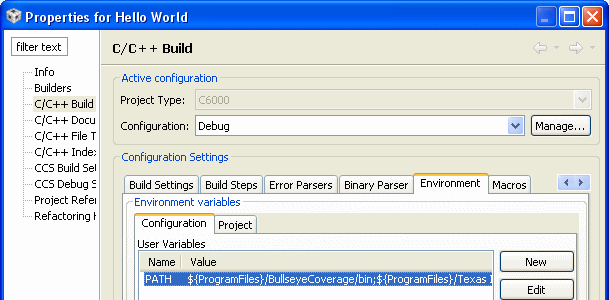 Properties for Hello World
filter text
C/C++ Build
Info
Builders
C/C++ Build
C/C++ Docu
C/C++ File T
C/C++ Index
CCS Build Set
CCS Debug S
Project Refer
Refactoring H
Active configuration
Project Type: C6000
Configuration: Debug Manage...
Configuration Settings
Build Settings Build Steps Error Parsers Binary Parser Environment Macros
Environment variables
Configuration Project
User Variables
Name Value
PATH ${ProgramFiles}/BullseyeCoverage/bin;${ProgramFiles}/Texas I
New
Edit